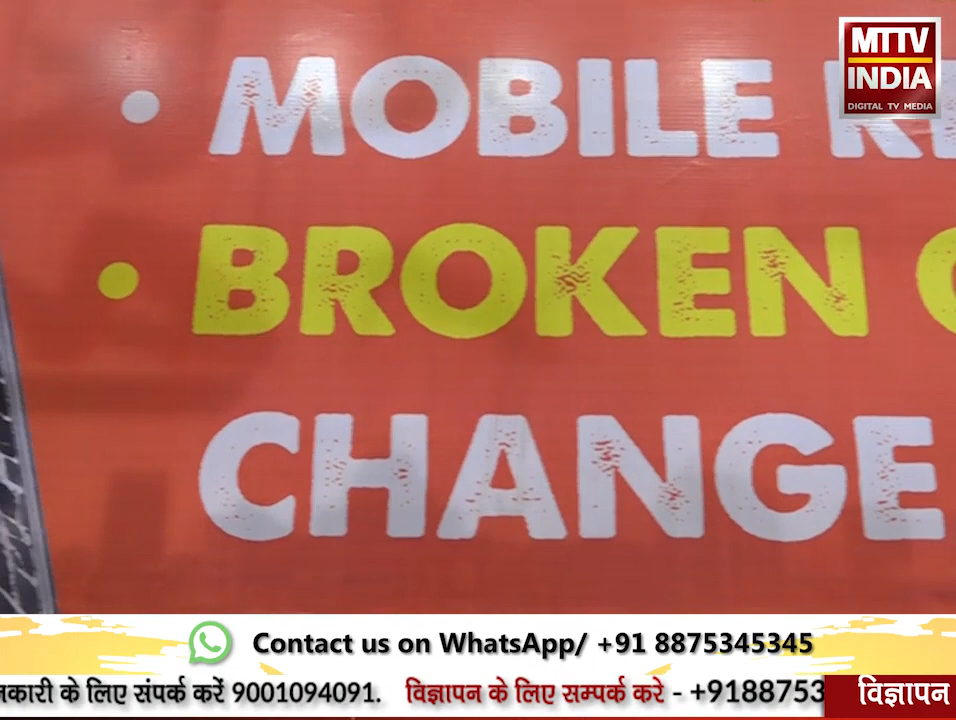 MTTV
INDIA
DIGITAL TV MEDIA
• MOBILE
• BROKEN
CHANGE
Contact us on WhatsApp/ +91 8875345345
के लिए संपर्क करें 9001094091. विज्ञापन के लिए सम्पर्क करे - +9188753
विज्ञापन